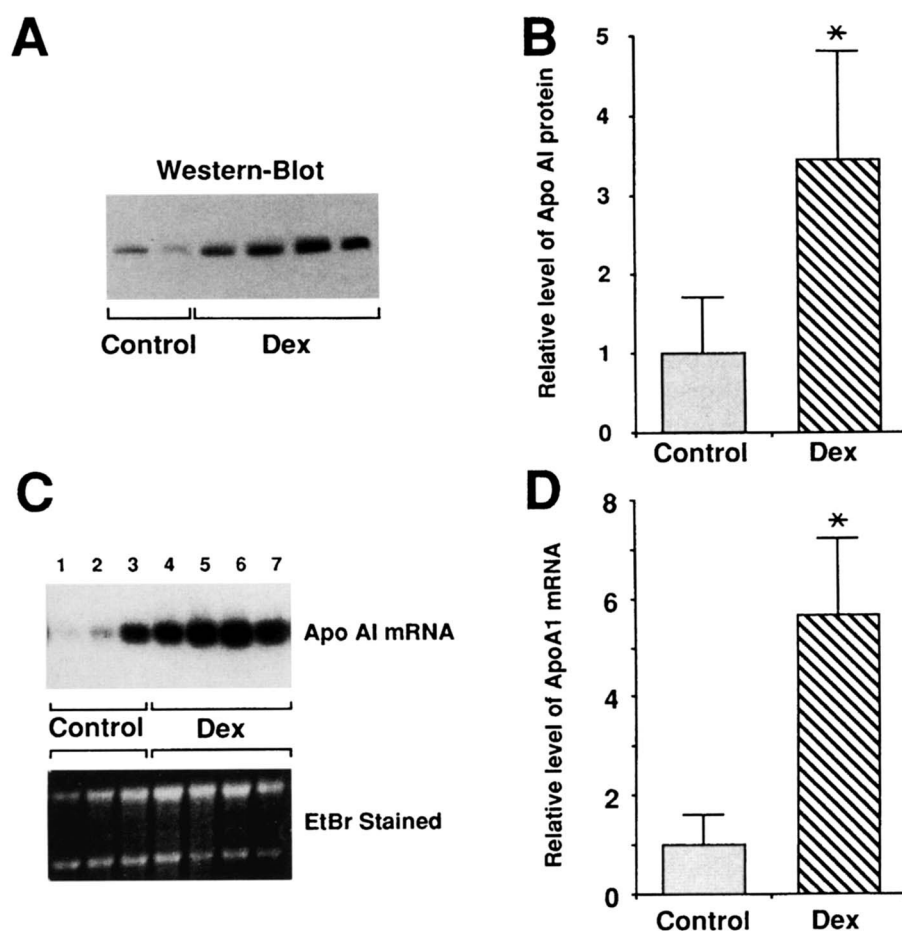 A
Western-Blot
Control Dex
B
Relative level of Apo AI protein
5
4
3
2
1
0
*
Control Dex
C
1 2 3 4 5 6 7
Apo AI mRNA
Control Dex
EtBr Stained
D
Relative level of ApoA1 mRNA
8
6
4
2
0
*
Control Dex